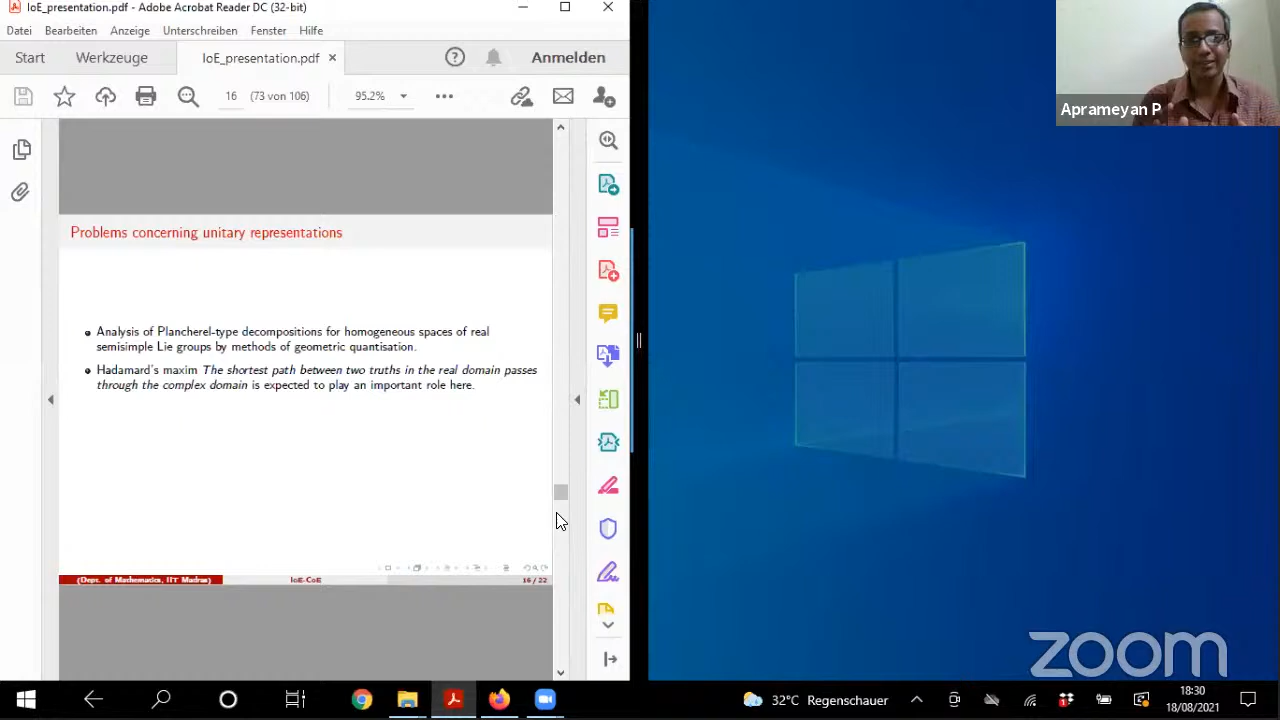 IoE_presentation.pdf - Adobe Acrobat Reader DC (32-bit)
Datei Bearbeiten Anzeige Unterschreiben Fenster Hilfe
Start Werkzeuge IoE_presentation.pdf × Anmelden
16 (73 von 106) 95.2%
Problems concerning unitary representations
Analysis of Plancherel-type decompositions for homogeneous spaces of real
semisimple Lie groups by methods of geometric quantisation.
Hadamard's maxim The shortest path between two truths in the real domain passes
through the complex domain is expected to play an important role here.
(Dept. of Mathematics, IIT Madras) IoE-CoE 16 / 22
Aprameyan P
zoom
32°C Regenschauer
18:30
18/08/2021